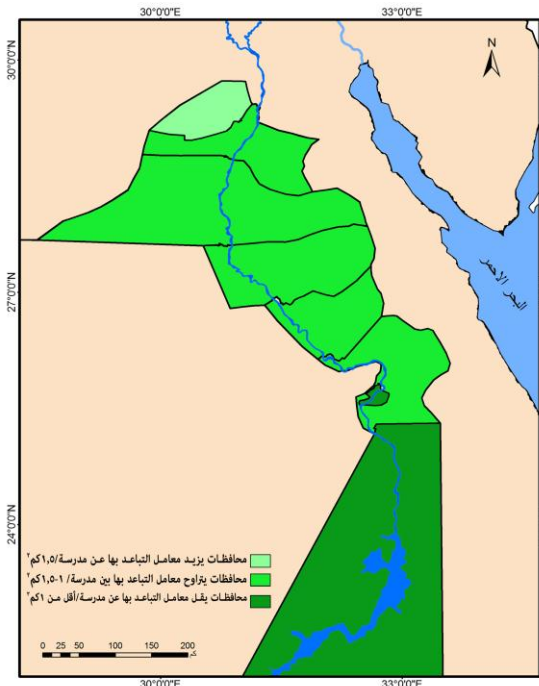 30°0'0"E 33°0'0"E
N
30°0'0"N
البحر الأحمر
27°0'0"N
24°0'0"N
محافظات يزيد معامل التباعد بها عن مدرسة/١,٥كم٢
محافظات يتراوح معامل التباعد بها بين مدرسة/ ١-١,٥كم٢
محافظات يقل معامل التباعد بها عن مدرسة/أقل من ١كم٢
0 25 50 100 150 200
كم
30°0'0"E 33°0'0"E